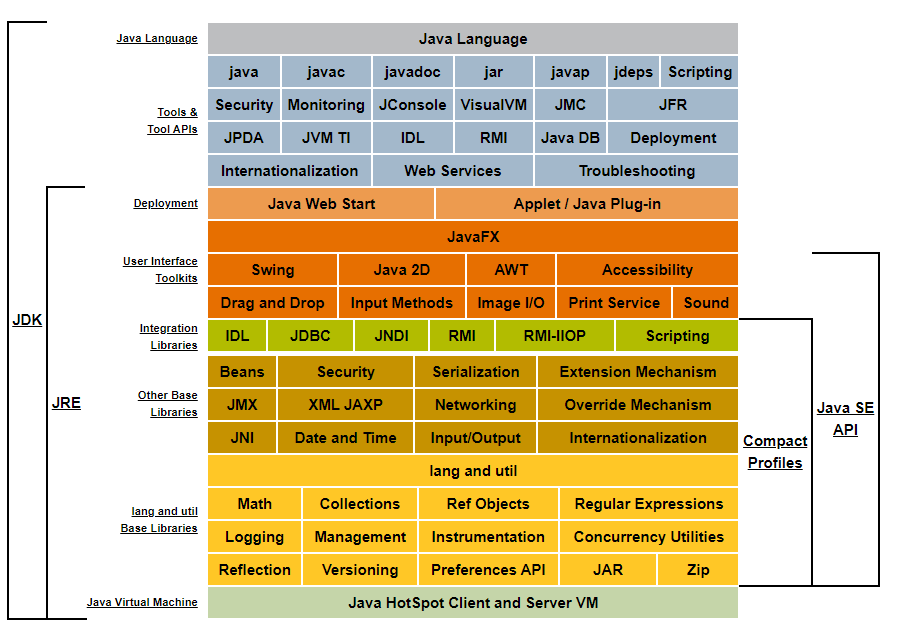 Java Language Java Language
java javac javadoc jar javap jdeps Scripting
Tools &
Tool APIs
Security Monitoring JConsole VisualVM JMC JFR
JPDA JVM TI IDL RMI Java DB Deployment
Internationalization Web Services Troubleshooting
Deployment Java Web Start Applet / Java Plug-in
JavaFX
User Interface
Toolkits
Swing Java 2D AWT Accessibility
Drag and Drop Input Methods Image I/O Print Service Sound
JDK
Integration
Libraries
IDL JDBC JNDI RMI RMI-IIOP Scripting
Beans Security Serialization Extension Mechanism
JRE
Other Base
Libraries
JMX XML JAXP Networking Override Mechanism
Java SE
API
JNI Date and Time Input/Output Internationalization
Compact
Profiles
lang and util
lang and util
Base Libraries
Math Collections Ref Objects Regular Expressions
Logging Management Instrumentation Concurrency Utilities
Reflection Versioning Preferences API JAR Zip
Java Virtual Machine Java HotSpot Client and Server VM